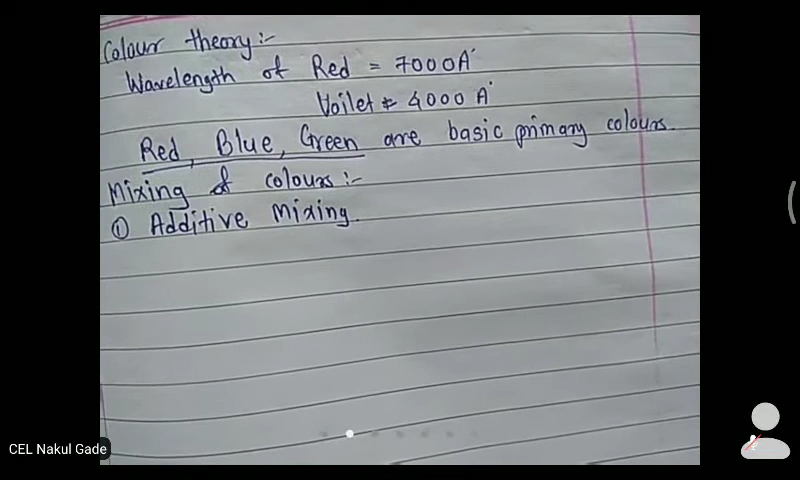 Colour theory:-
Wavelength of Red = 7000A°
Voilet = 4000 A°
Red, Blue, Green are basic primary colours.
Mixing of colours:-
① Additive Mixing.
CEL Nakul Gade